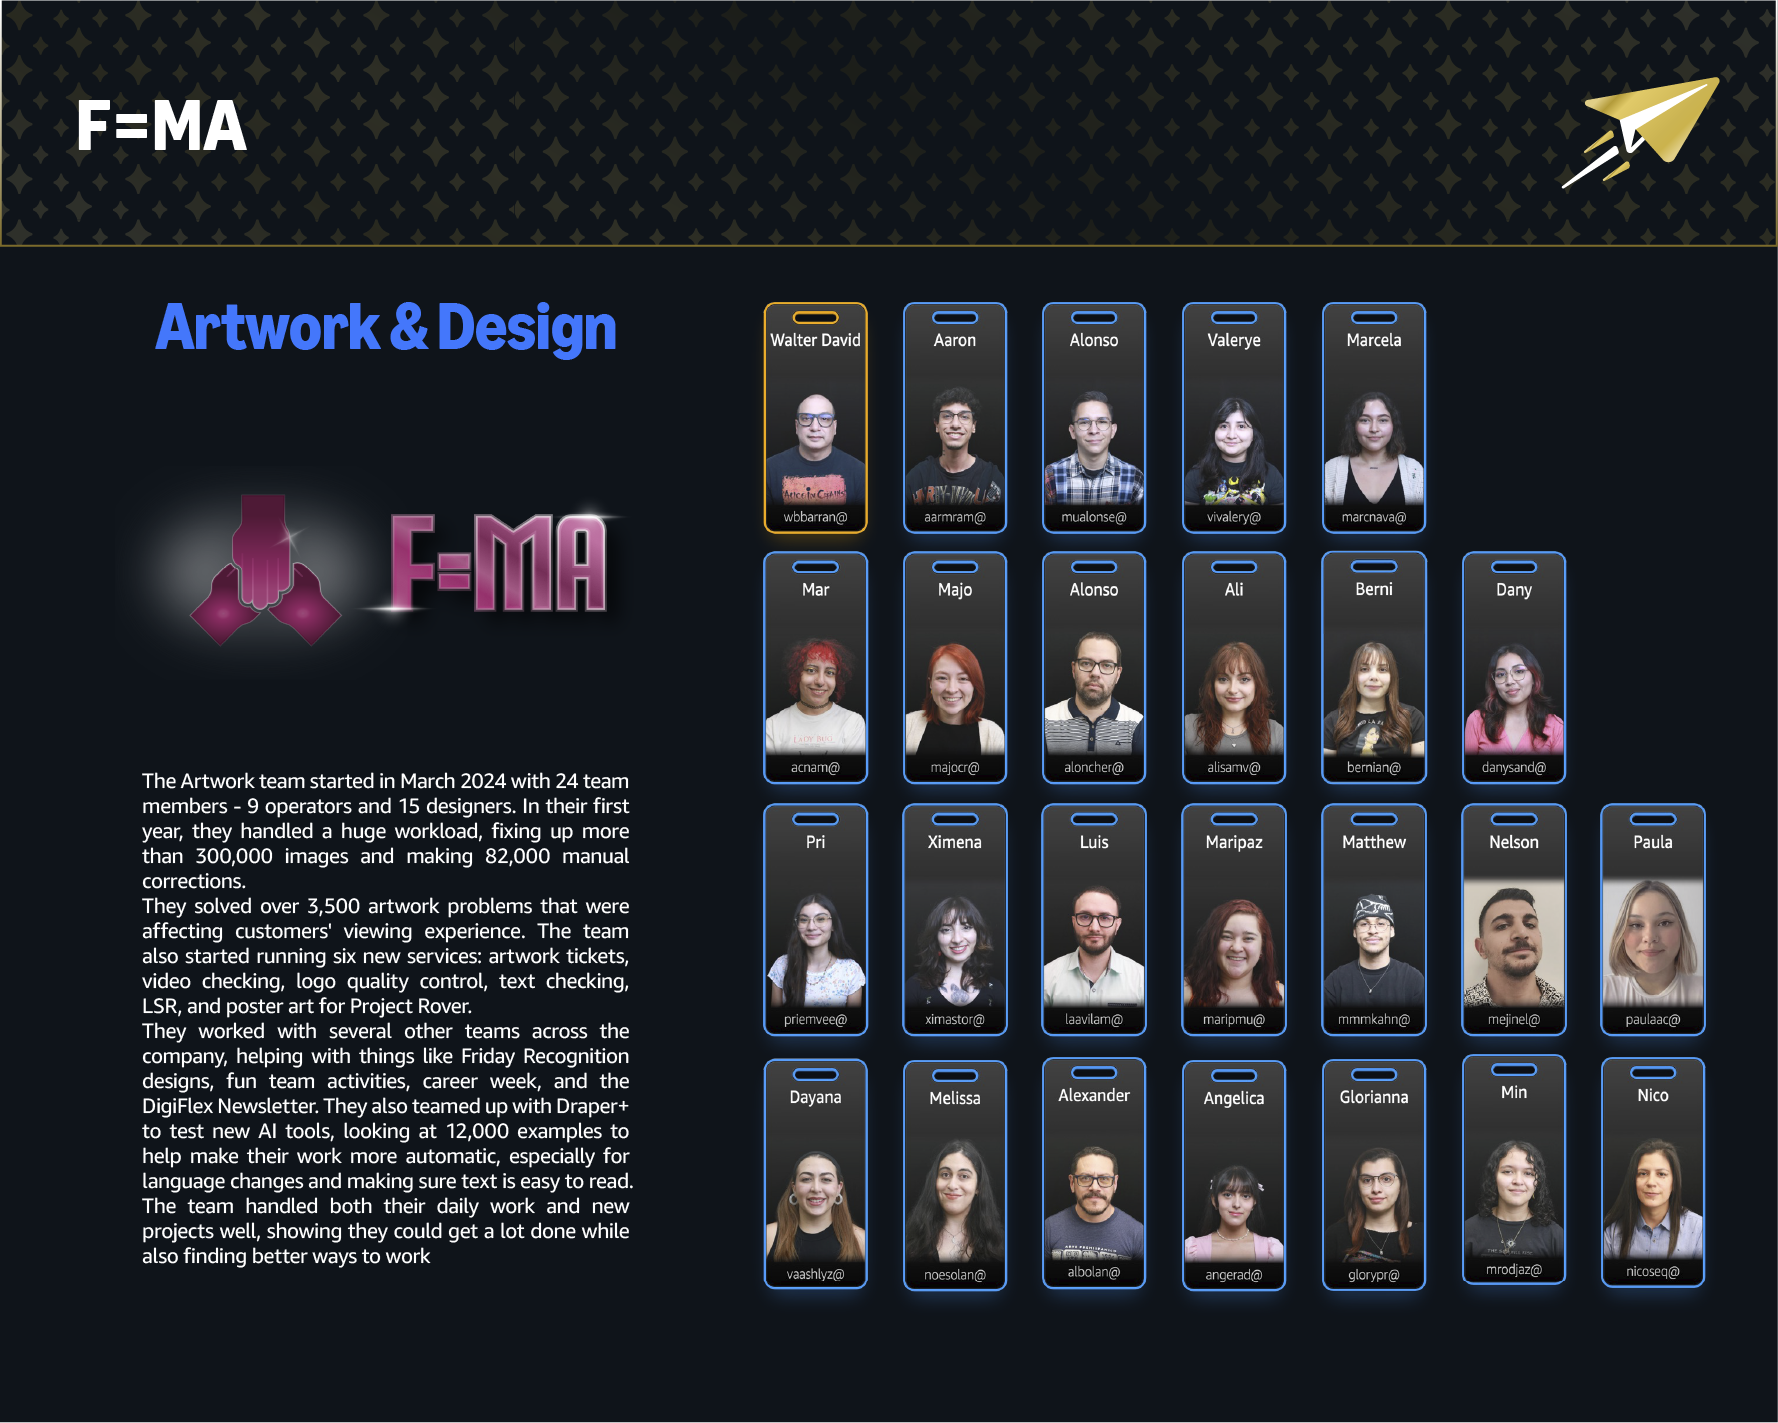 F=MA
Artwork & Design
F=MA
The Artwork team started in March 2024 with 24 team
members - 9 operators and 15 designers. In their first
year, they handled a huge workload, fixing up more
than 300,000 images and making 82,000 manual
corrections.
They solved over 3,500 artwork problems that were
affecting customers' viewing experience. The team
also started running six new services: artwork tickets,
video checking, logo quality control, text checking,
LSR, and poster art for Project Rover.
They worked with several other teams across the
company, helping with things like Friday Recognition
designs, fun team activities, career week, and the
DigiFlex Newsletter. They also teamed up with Draper+
to test new AI tools, looking at 12,000 examples to
help make their work more automatic, especially for
language changes and making sure text is easy to read.
The team handled both their daily work and new
projects well, showing they could get a lot done while
also finding better ways to work
Walter David
Aaron
Alonso
Valerye
Marcela
ALICE IN CHAINS
wbbarran@
aarmram@
mualonse@
vivalery@
marcnava@
Mar
Majo
Alonso
Ali
Berni
Dany
acnam@
majocr@
aloncher@
alisamv@
bernian@
danysand@
Pri
Ximena
Luis
Maripaz
Matthew
Nelson
Paula
priemvee@
ximastor@
laavilam@
maripmu@
mmmkahn@
mejinel@
paulaac@
Dayana
Melissa
Alexander
Angelica
Glorianna
Min
Nico
vaashlyz@
noesolan@
albolan@
angerad@
glorypr@
mrodjaz@
nicoseq@